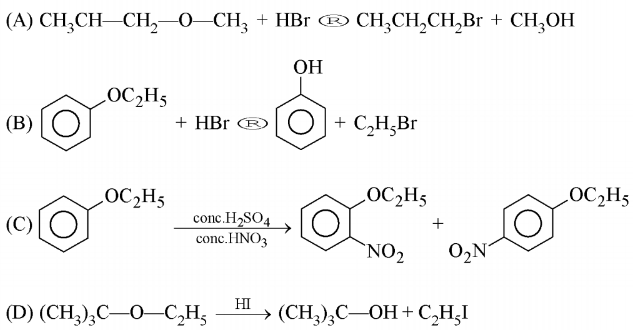 (A) CH₃CH—CH₂—O—CH₃ + HBr ® CH₃CH₂CH₂Br + CH₃OH
OH
(B) OC₂H₅ + HBr ® + C₂H₅Br
(C) OC₂H₅ conc.H₂SO₄ OC₂H₅ + OC₂H₅
conc.HNO₃ NO₂ O₂N
(D) (CH₃)₃C—O—C₂H₅ HI → (CH₃)₃C—OH + C₂H₅I